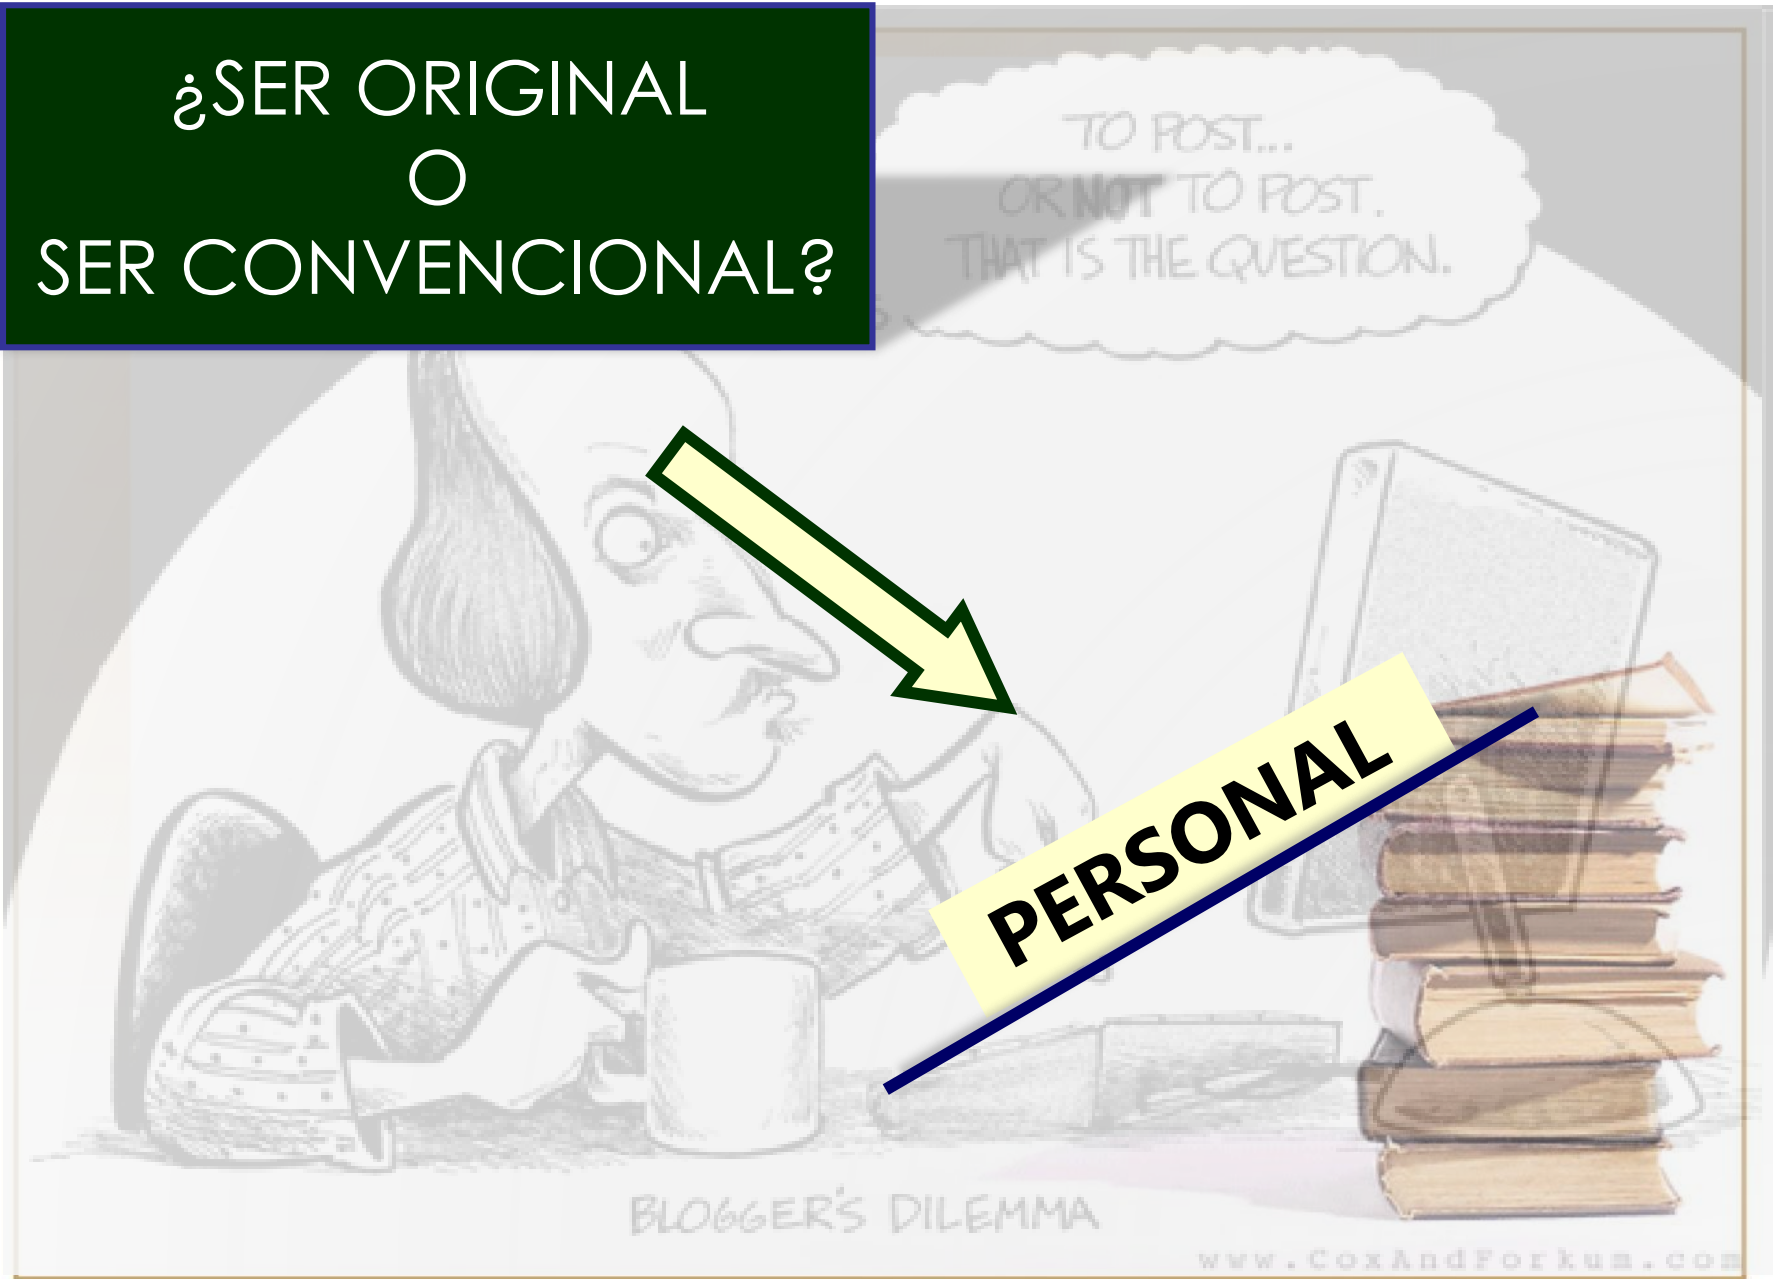 ¿SER ORIGINAL
O
SER CONVENCIONAL?
TO POST...
OR NOT TO POST.
THAT IS THE QUESTION.
PERSONAL
BLOGGER'S DILEMMA
www.CoxAndForkum.com